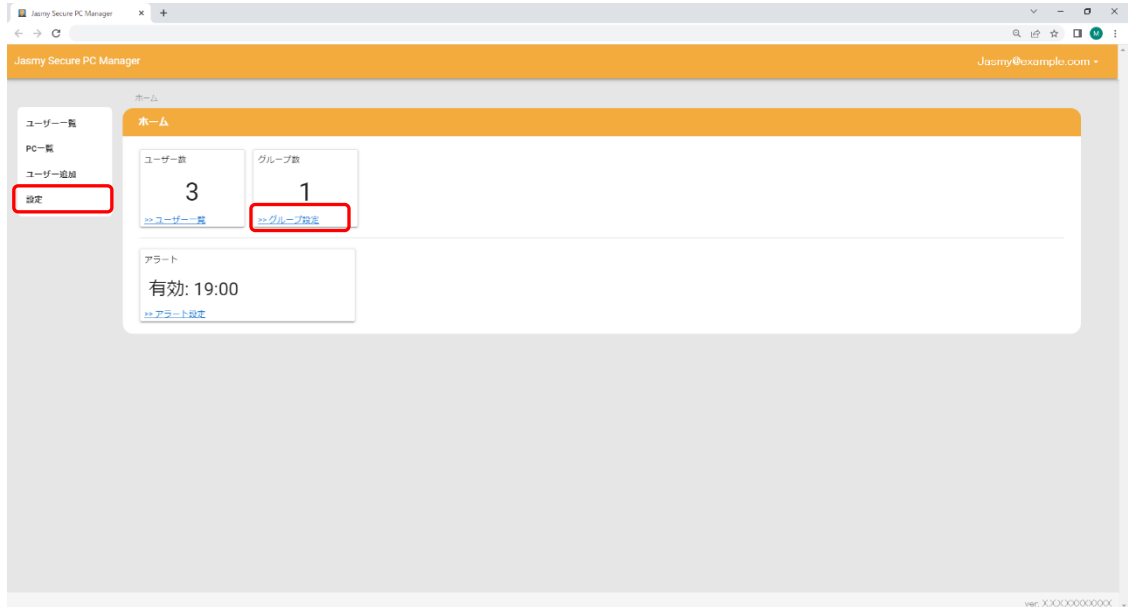 Jasmy Secure PC Manager
Jasmy Secure PC Manager
Jasmy@example.com
M
ホーム
ホーム
ユーザー一覧
PC一覧
ユーザー追加
設定
ユーザー数
3
>> ユーザー一覧
グループ数
1
>> グループ設定
アラート
有効: 19:00
>> アラート設定
ver. X.XXXXXXXXXX